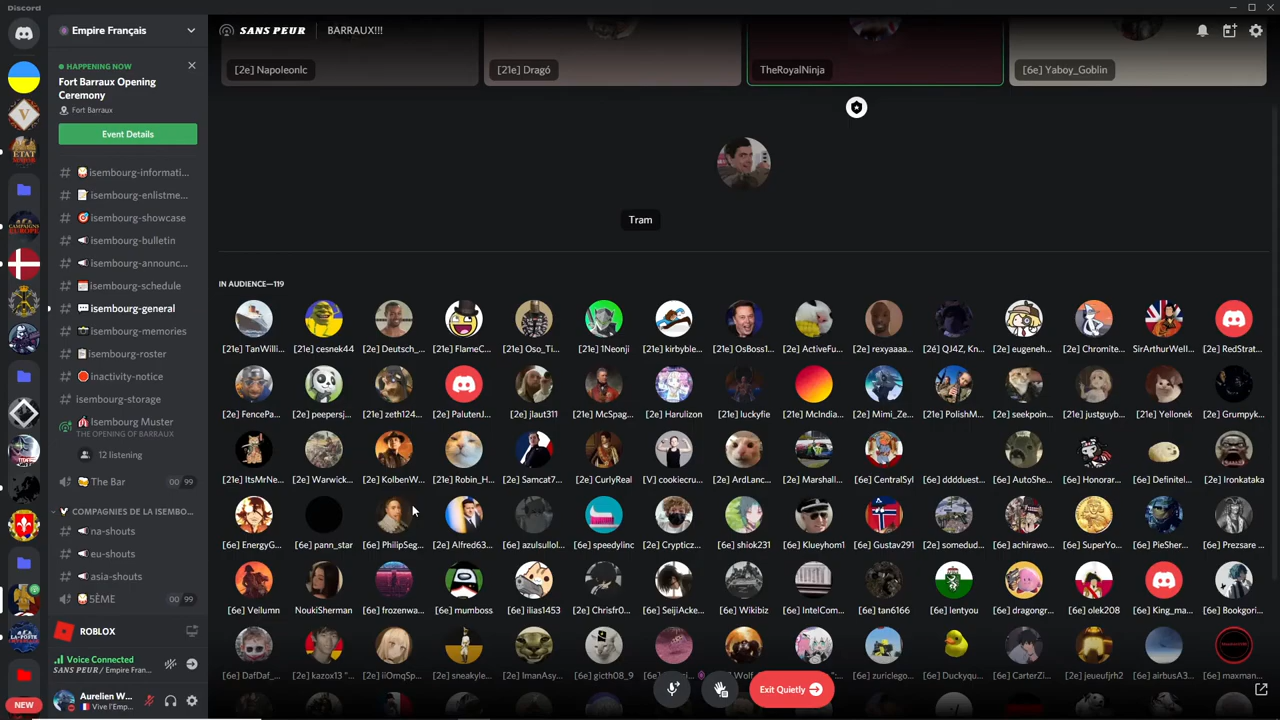 Discord
Empire Français
SANS PEUR
BARRAUX!!!
HAPPENING NOW
Fort Barraux Opening
Ceremony
Fort Barraux
Event Details
isembourg-informati...
isembourg-enlistme...
isembourg-showcase
isembourg-bulletin
isembourg-announc...
isembourg-schedule
isembourg-general
isembourg-memories
isembourg-roster
inactivity-notice
isembourg-storage
Isembourg Muster
THE OPENING OF BARRAUX
12 listening
The Bar
00 99
COMPAGNIES DE LA ISEMBO...
na-shouts
eu-shouts
asia-shouts
5ÈME
00 99
ROBLOX
Voice Connected
SANS PEUR / Empire Fran...
Aurelien W...
Vive l'Emp...
NEW
[2e] Napoleonlc
[21e] Dragó
TheRoyalNinja
[6e] Yaboy_Goblin
Tram
IN AUDIENCE—119
[21e] TanWilli...
[21e] cesnek44
[2e] Deutsch_...
[21e] FlameC...
[21e] Oso_Ti...
[21e] 1Neonji
[21e] kirbyble...
[21e] OsBoss1...
[2e] ActiveFu...
[2e] rexyaaaa...
[2é] QJ4Z, Kn...
[2e] eugeneh...
[2e] Chromite...
SirArthurWell...
[2e] RedStrat...
[2e] FencePa...
[2e] peepersj...
[21e] zeth124...
[2e] PalutenJ...
[2e] jlaut311
[21e] McSpag...
[2e] Harulizon
[21e] luckyfie
[21e] McIndia...
[2e] Mimi_Ze...
[21e] PolishM...
[2e] seekpoin...
[21e] justguyb...
[21e] Yellonek
[2e] Grumpyk...
[21e] ItsMrNe...
[2e] Warwick...
[2e] KolbenW...
[21e] Robin_H...
[2e] Samcat7...
[2e] CurlyReal
[V] cookiecru...
[2e] ArdLanc...
[2e] Marshall...
[6e] CentralSyl
[6e] dddduest...
[6e] AutoShe...
[6e] Honorar...
[6e] Definitel...
[2e] Ironkataka
[6e] EnergyG...
[6e] pann_star
[6e] PhilipSeg...
[2e] Alfred63...
[6e] azulsullol...
[6e] speedylinc
[2e] Crypticz...
[6e] shiok231
[6e] Klueyhom1
[6e] Gustav291
[2e] somedud...
[6e] achirawo...
[6e] SuperYo...
[6e] PieSher...
[6e] Prezsare ...
[6e] Veilumn
NoukiSherman
[6e] frozenwa...
[6e] mumboss
[6e] ilias1453
[2e] Chrisfr0...
[6e] SeijiAcke...
[6e] Wikibiz
[6e] IntelCom...
[6e] tan6166
[6e] lentyou
[6e] dragongr...
[6e] olek208
[6e] King_ma...
[6e] Bookgori...
[6e] DafDaf_...
[2e] kazox13 "...
[2e] iiOmqSp...
[2e] sneakyle...
[2e] ImanAsy...
[6e] gicth08_9
[6e] zuriclego...
[6e] Duckyqu...
[6e] CarterZi...
[2e] jeueufjrh2
[6e] airbusA3...
[6e] maxman...
Exit Quietly